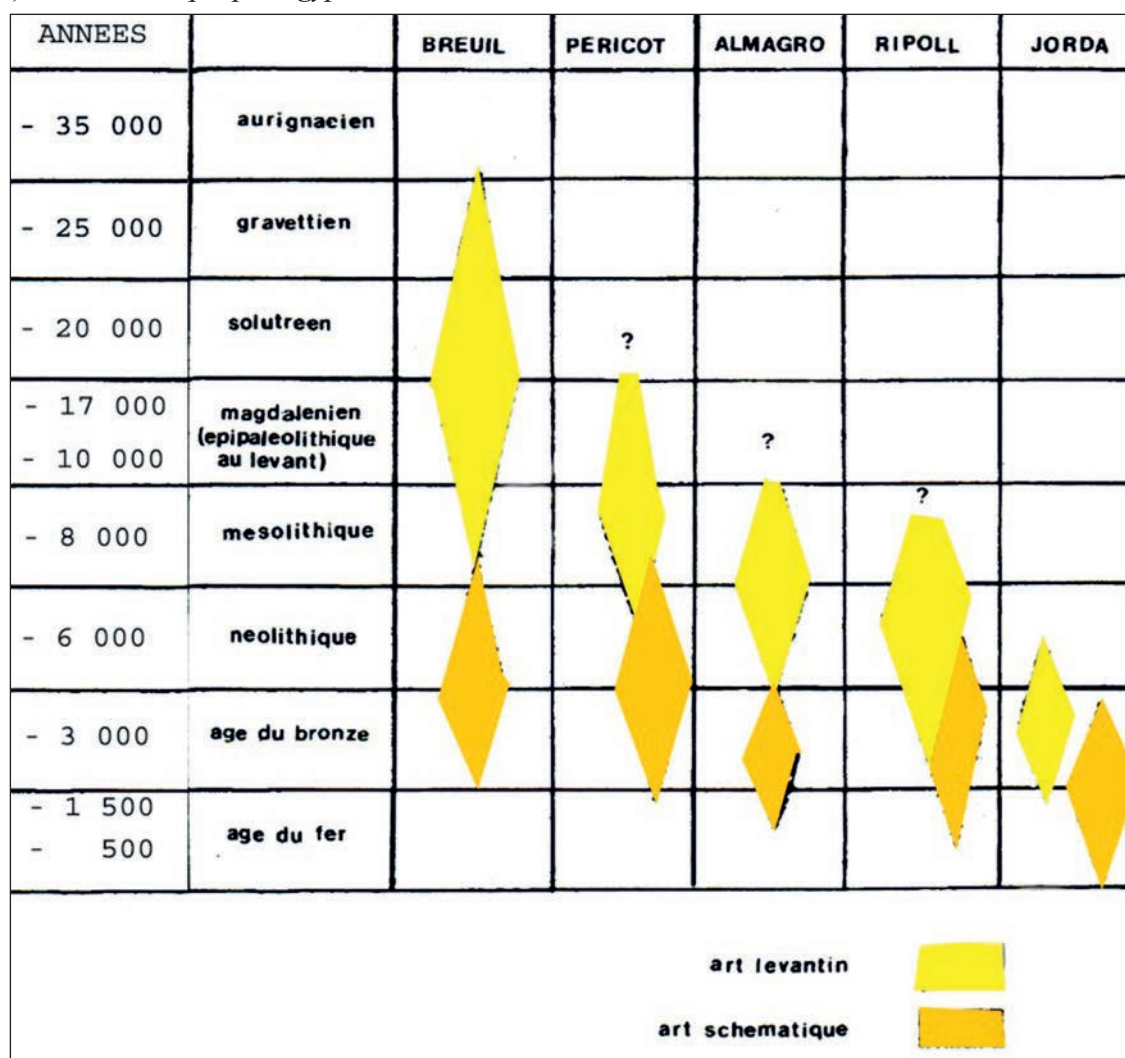 ANNEES BREUIL PERICOT ALMAGRO RIPOLL JORDA
- 35 000 aurignacien
- 25 000 gravettien
- 20 000 solutreen
?
- 17 000 magdalenien
(epipaleolithique
- 10 000 au levant)
?
?
- 8 000 mesolithique
- 6 000 neolithique
- 3 000 age du bronze
- 1 500
- 500 age du fer
art levantin
art schematique